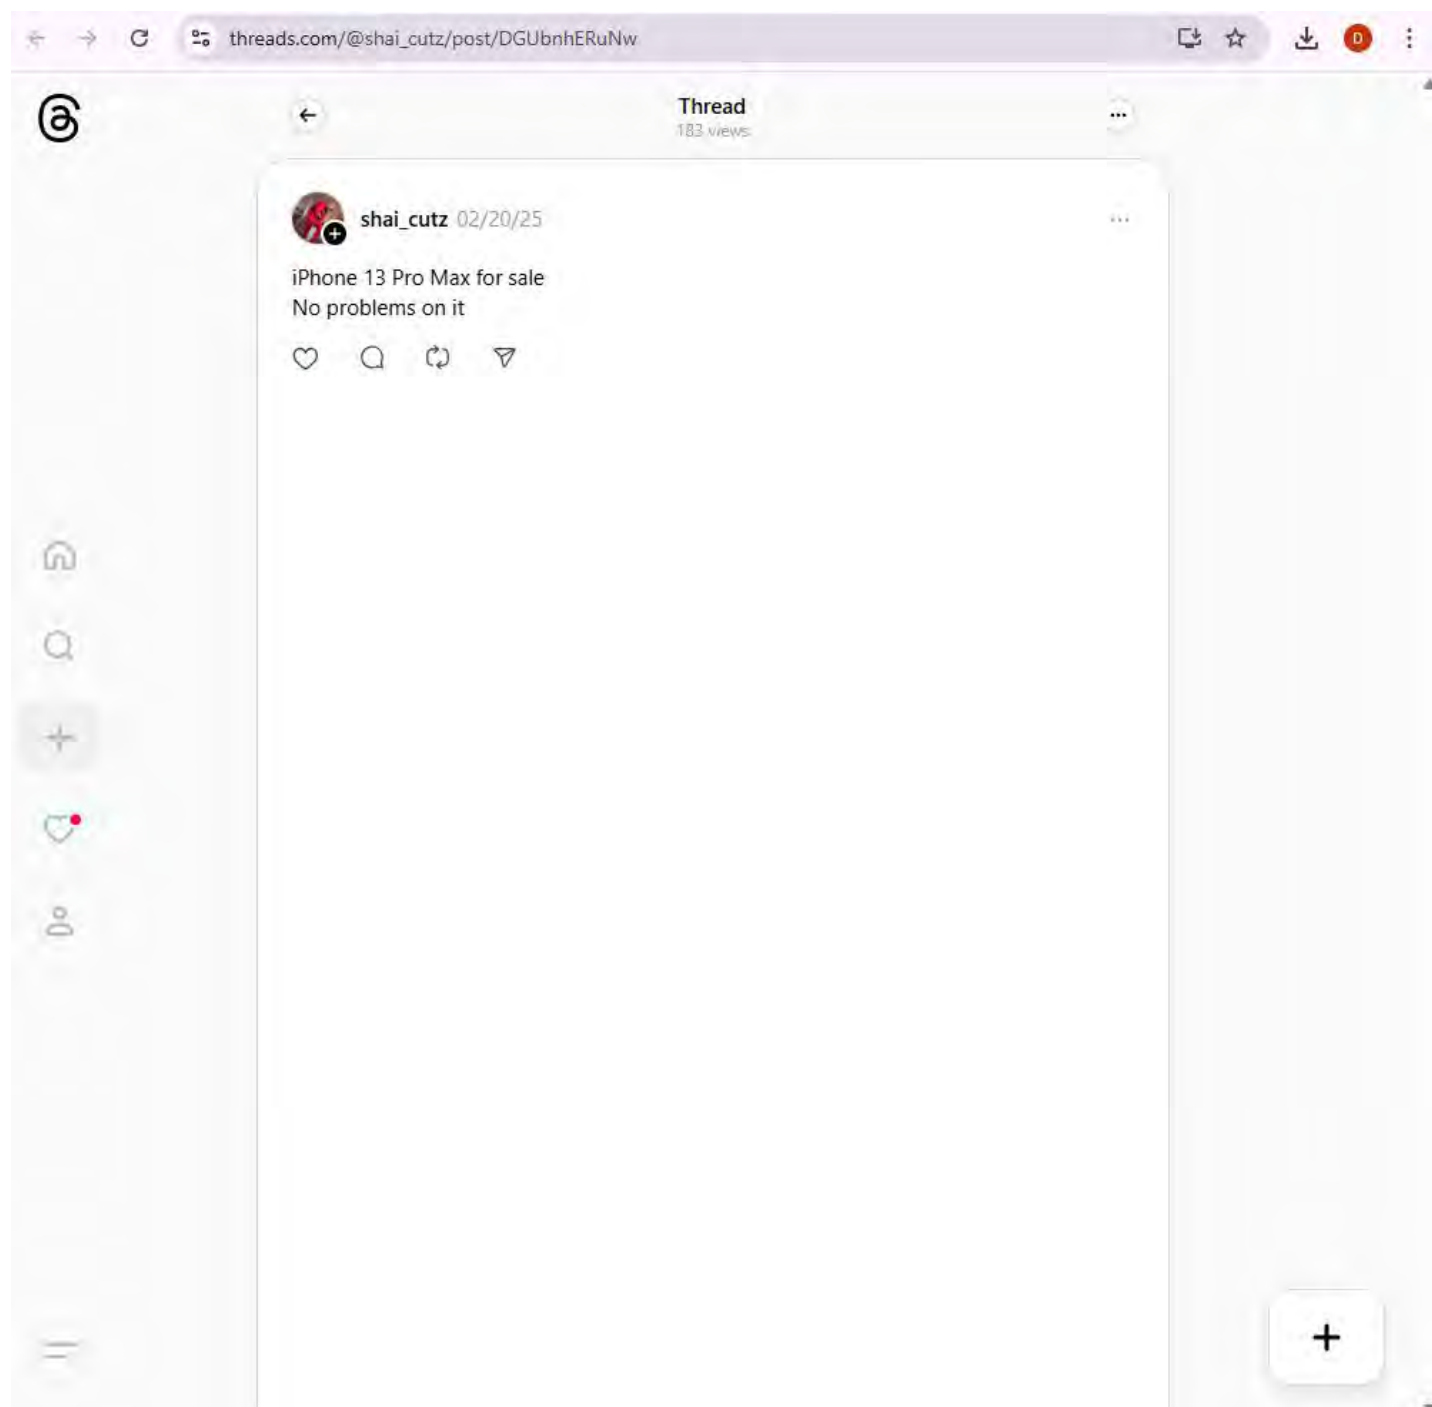 threads.com/@shai_cutz/post/DGUbnhERuNw
D
Thread
183 views
shai_cutz 02/20/25
iPhone 13 Pro Max for sale
No problems on it